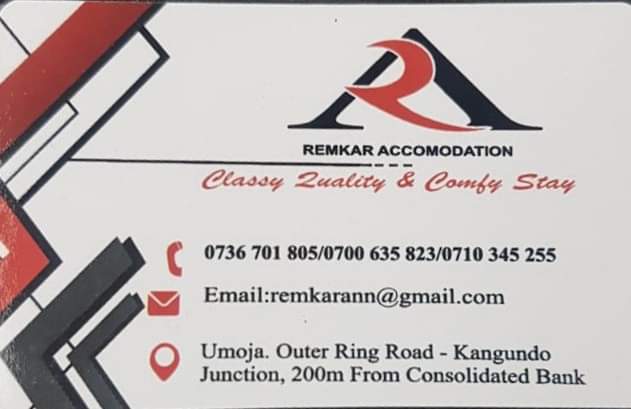 RA
REMKAR ACCOMODATION
Classy Quality & Comfy Stay
0736 701 805/0700 635 823/0710 345 255
Email:remkarann@gmail.com
Umoja. Outer Ring Road - Kangundo
Junction, 200m From Consolidated Bank